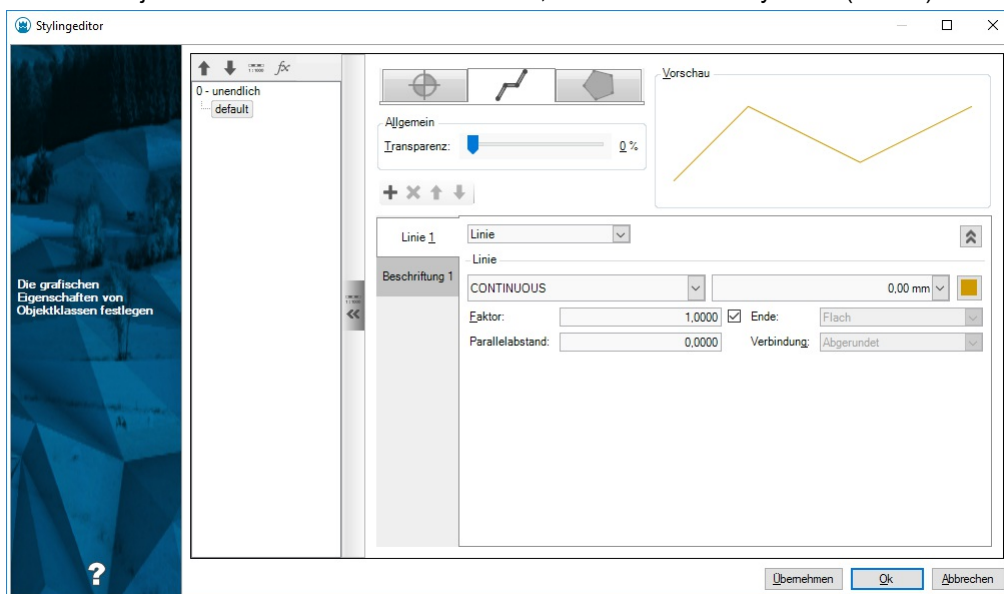 Stylingeditor
0 - unendlich
default
Allgemein
Transparenz:
0 %
Vorschau
Linie 1
Beschriftung 1
Linie
Linie
CONTINUOUS
0,00 mm
Faktor:
1,0000
Ende:
Flach
Parallelabstand:
0,0000
Verbindung:
Abgerundet
Die grafischen
Eigenschaften von
Objektklassen festlegen
?
Übernehmen
Ok
Abbrechen